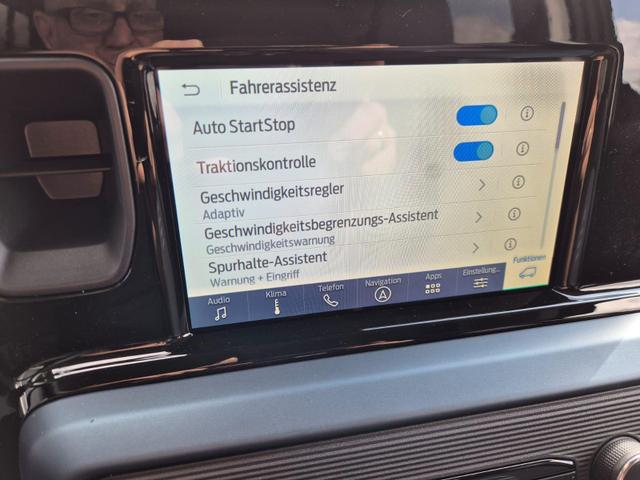 Fahrerassistenz
Auto StartStop
Traktionskontrolle
Geschwindigkeitsregler
Adaptiv
Geschwindigkeitsbegrenzungs-Assistent
Geschwindigkeitswarnung
Spurhalte-Assistent
Warnung + Eingriff
Audio Klima Telefon Navigation Apps Einstellung... Funktionen